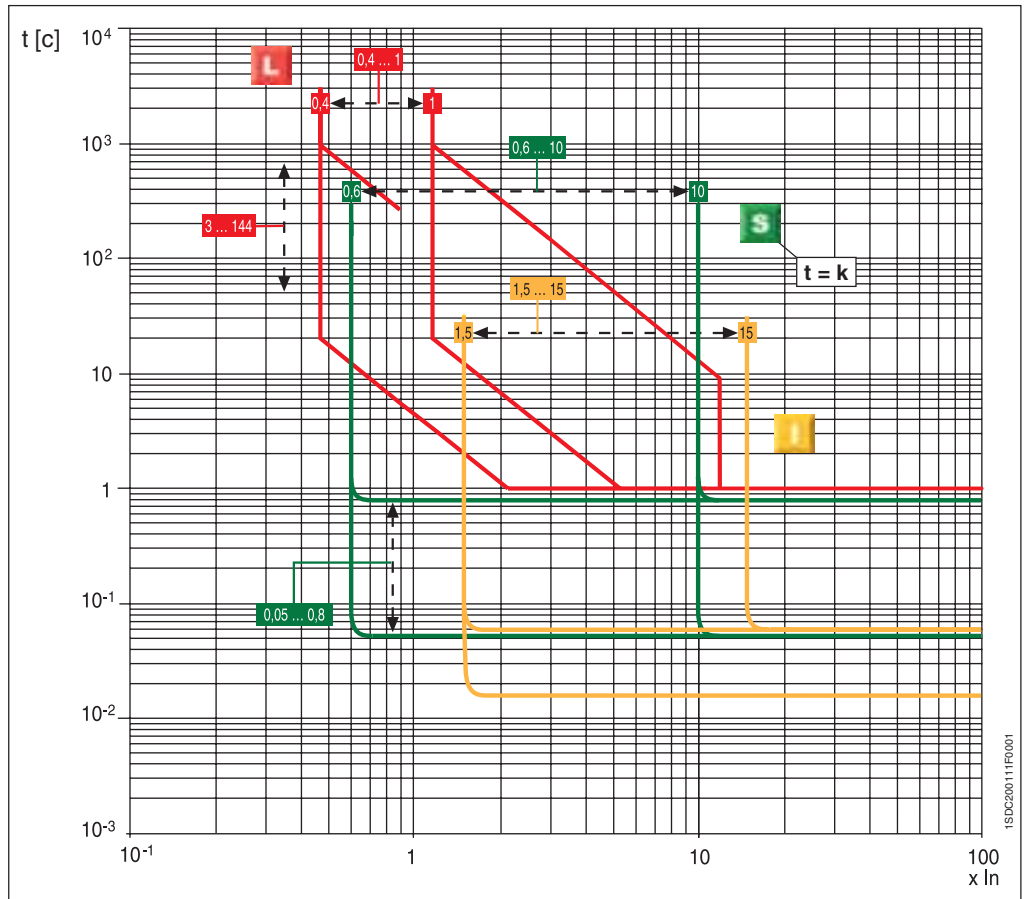 t [c]
10⁴
L
0,4 ... 1
0,4
1
10³
0,6 ... 10
0,6
10
S
3 ... 144
t = k
10²
1,5 ... 15
1,5
15
10
I
1
10⁻¹
0,05 ... 0,8
10⁻²
10⁻³
10⁻¹
1
10
100
x In
1SDC200111F0001